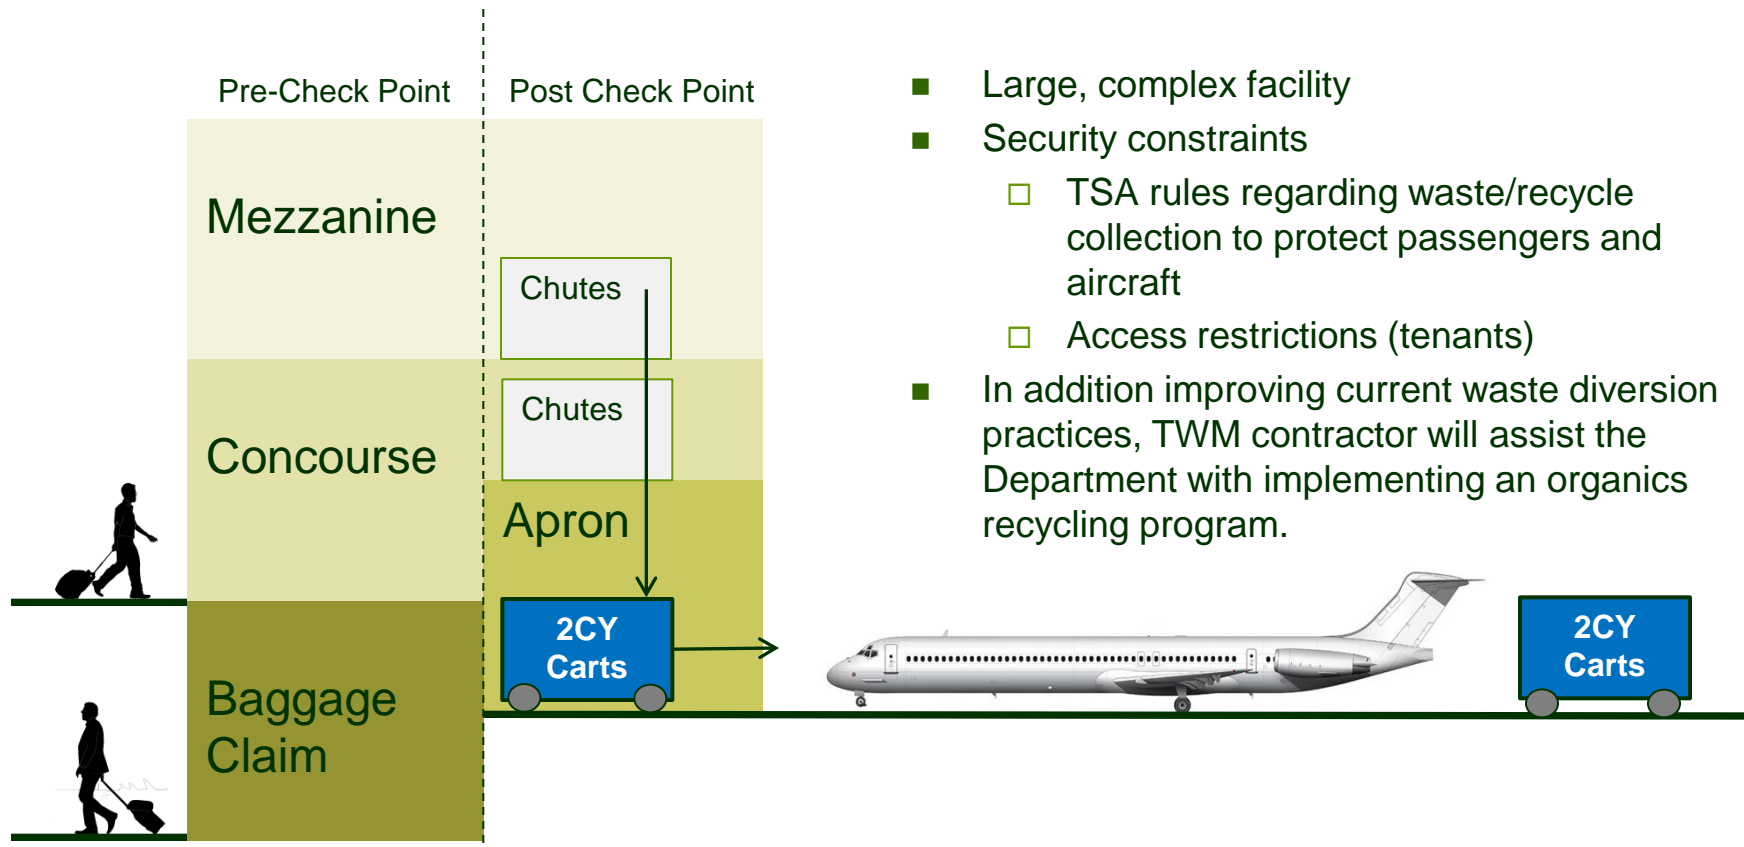 Pre-Check Point
Post Check Point
Mezzanine
Chutes
Concourse
Chutes
Apron
2CY
Carts
Baggage
Claim
■ Large, complex facility
■ Security constraints
□ TSA rules regarding waste/recycle
collection to protect passengers and
aircraft
□ Access restrictions (tenants)
■ In addition improving current waste diversion
practices, TWM contractor will assist the
Department with implementing an organics
recycling program.
2CY
Carts